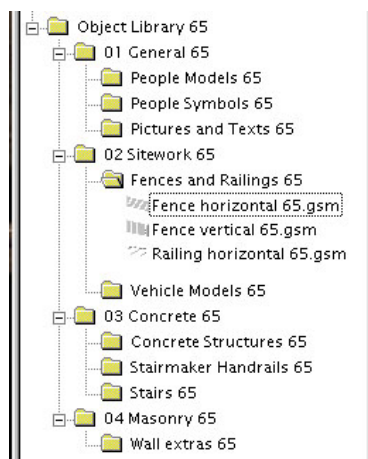 Object Library 65
01 General 65
People Models 65
People Symbols 65
Pictures and Texts 65
02 Sitework 65
Fences and Railings 65
Fence horizontal 65.gsm
Fence vertical 65.gsm
Railing horizontal 65.gsm
Vehicle Models 65
03 Concrete 65
Concrete Structures 65
Stairmaker Handrails 65
Stairs 65
04 Masonry 65
Wall extras 65